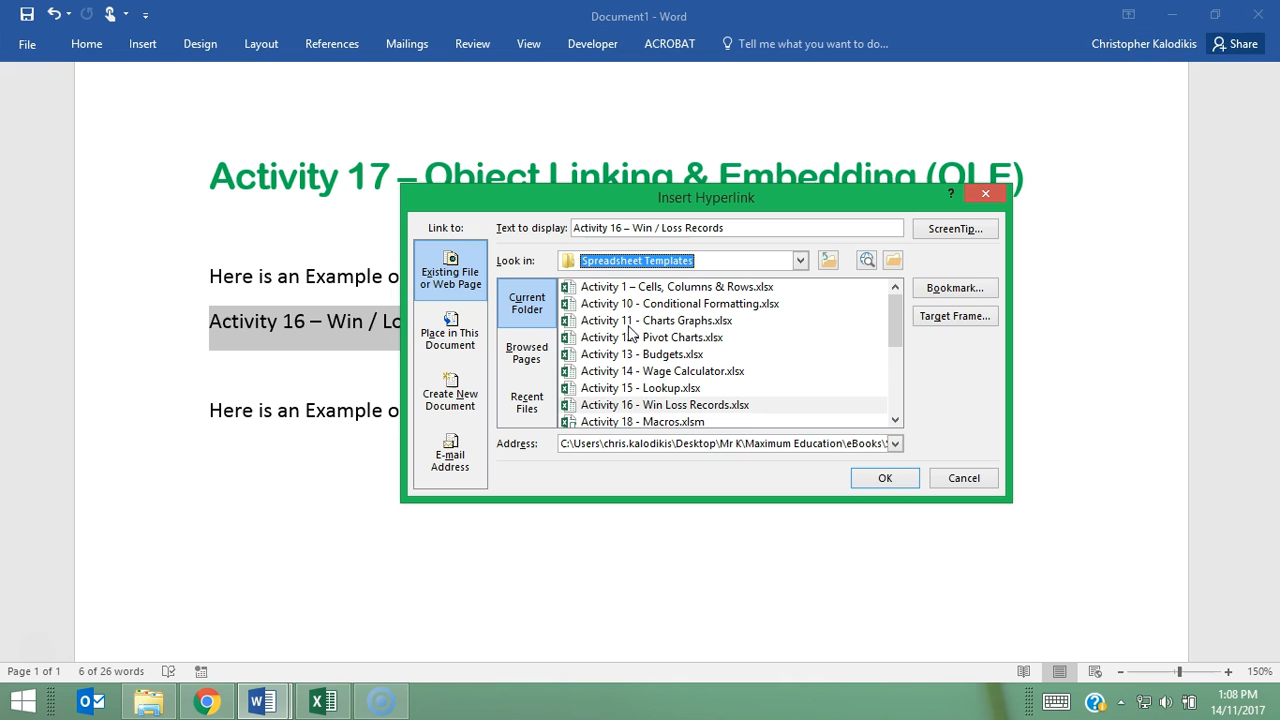 Document1 - Word
File Home Insert Design Layout References Mailings Review View Developer ACROBAT Tell me what you want to do... Christopher Kalodikis Share
Activity 17 – Object Linking & Embedding (OLE)
Here is an Example o
Activity 16 – Win / Lo
Here is an Example o
Insert Hyperlink
?
Link to:
Existing File or Web Page
Place in This Document
Create New Document
E-mail Address
Text to display: Activity 16 – Win / Loss Records
ScreenTip...
Look in: Spreadsheet Templates
Current Folder
Browsed Pages
Recent Files
Activity 1 – Cells, Columns & Rows.xlsx
Activity 10 - Conditional Formatting.xlsx
Activity 11 - Charts Graphs.xlsx
Activity Pivot Charts.xlsx
Activity 13 - Budgets.xlsx
Activity 14 - Wage Calculator.xlsx
Activity 15 - Lookup.xlsx
Activity 16 - Win Loss Records.xlsx
Activity 18 - Macros.xlsm
Bookmark...
Target Frame...
Address: C:\Users\chris.kalodikis\Desktop\Mr K\Maximum Education\eBooks\
OK Cancel
Page 1 of 1 6 of 26 words 150%
1:08 PM
14/11/2017